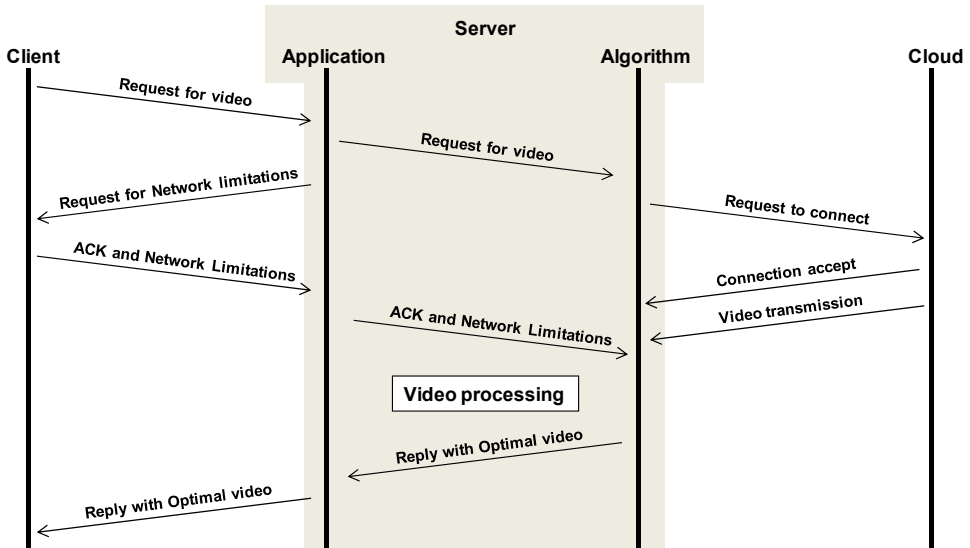 Server
Client
Application
Algorithm
Cloud
Request for video
Request for video
Request for Network limitations
Request to connect
ACK and Network Limitations
Connection accept
Video transmission
ACK and Network Limitations
Video processing
Reply with Optimal video
Reply with Optimal video